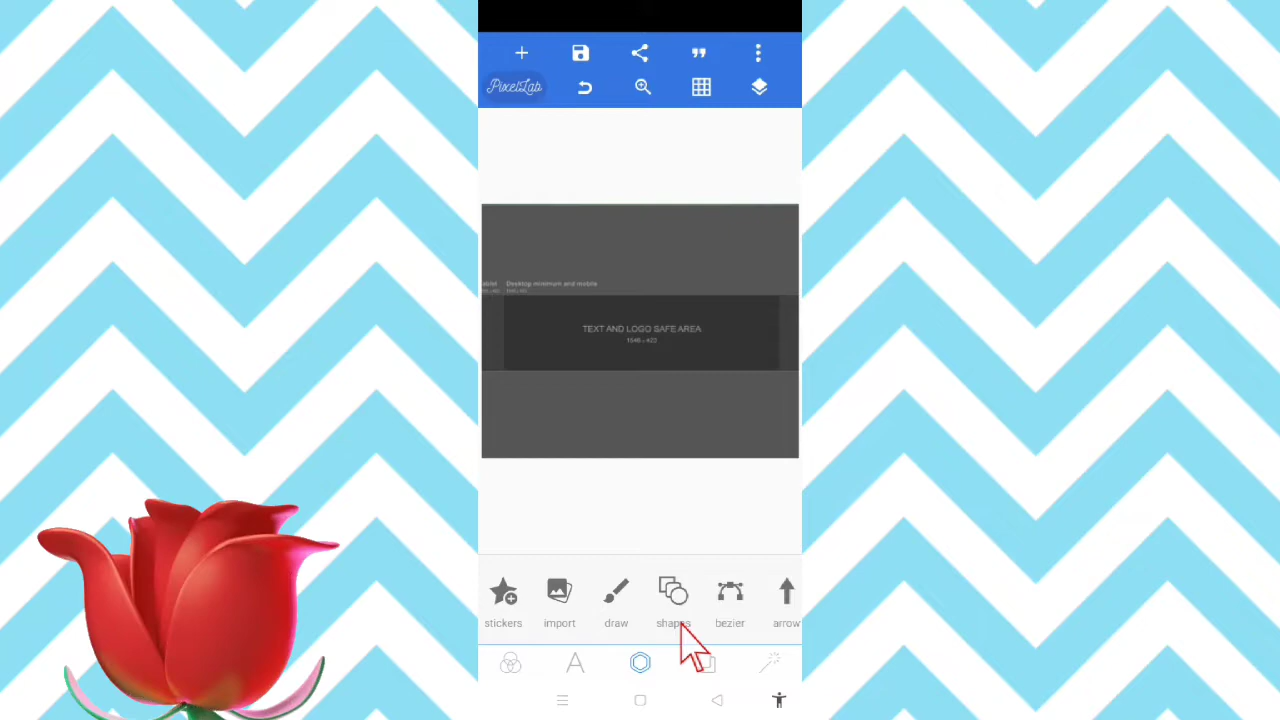 PixelLab
Desktop minimum and mobile
TEXT AND LOGO SAFE AREA
stickers import draw shapes bezier arrow